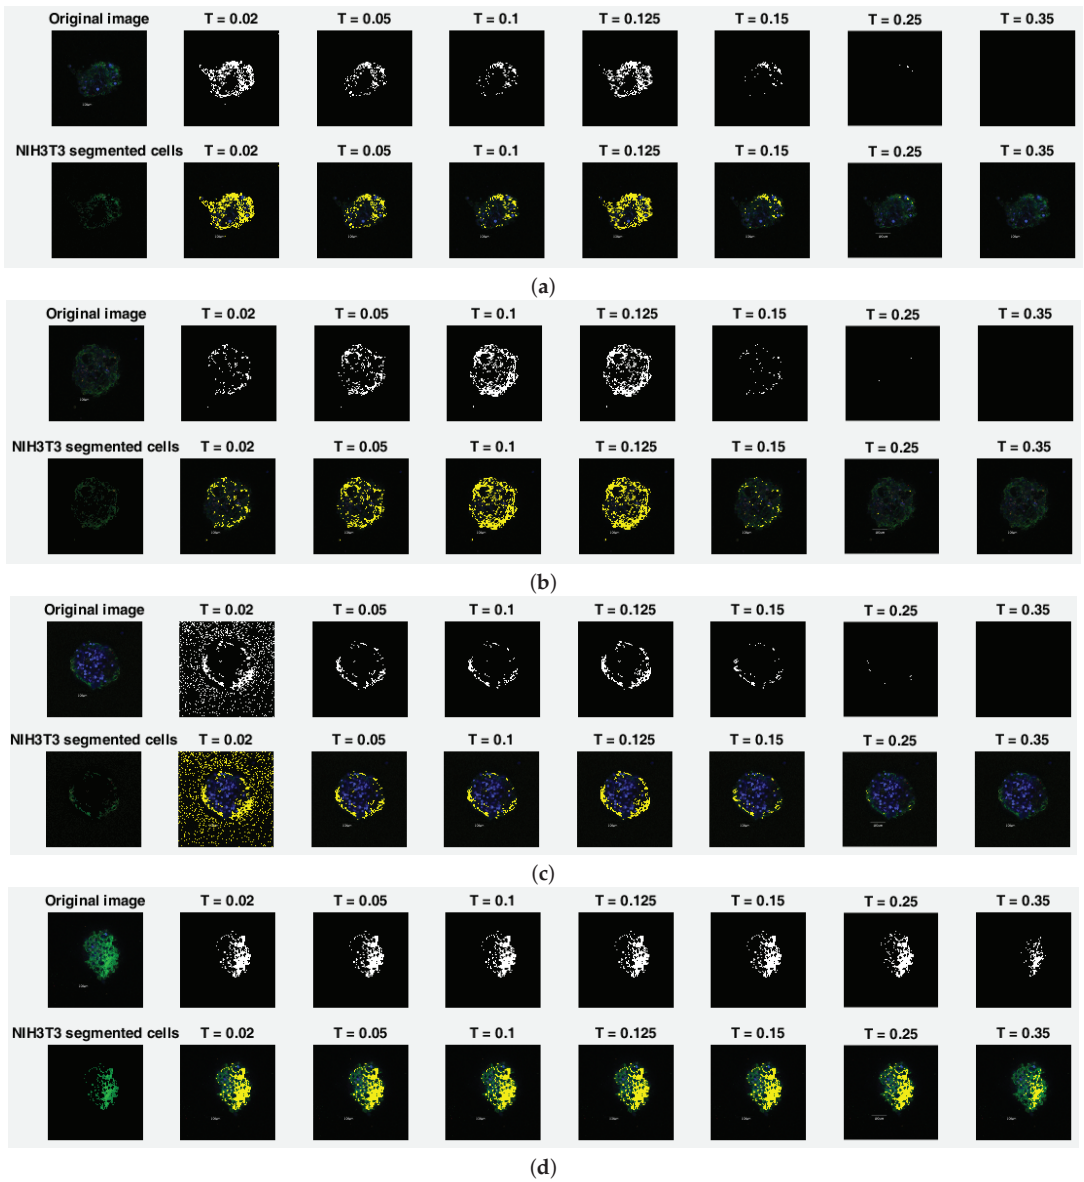 Original image T = 0.02 T = 0.05 T = 0.1 T = 0.125 T = 0.15 T = 0.25 T = 0.35
NIH3T3 segmented cells T = 0.02 T = 0.05 T = 0.1 T = 0.125 T = 0.15 T = 0.25 T = 0.35
(a)
Original image T = 0.02 T = 0.05 T = 0.1 T = 0.125 T = 0.15 T = 0.25 T = 0.35
NIH3T3 segmented cells T = 0.02 T = 0.05 T = 0.1 T = 0.125 T = 0.15 T = 0.25 T = 0.35
(b)
Original image T = 0.02 T = 0.05 T = 0.1 T = 0.125 T = 0.15 T = 0.25 T = 0.35
NIH3T3 segmented cells T = 0.02 T = 0.05 T = 0.1 T = 0.125 T = 0.15 T = 0.25 T = 0.35
(c)
Original image T = 0.02 T = 0.05 T = 0.1 T = 0.125 T = 0.15 T = 0.25 T = 0.35
NIH3T3 segmented cells T = 0.02 T = 0.05 T = 0.1 T = 0.125 T = 0.15 T = 0.25 T = 0.35
(d)